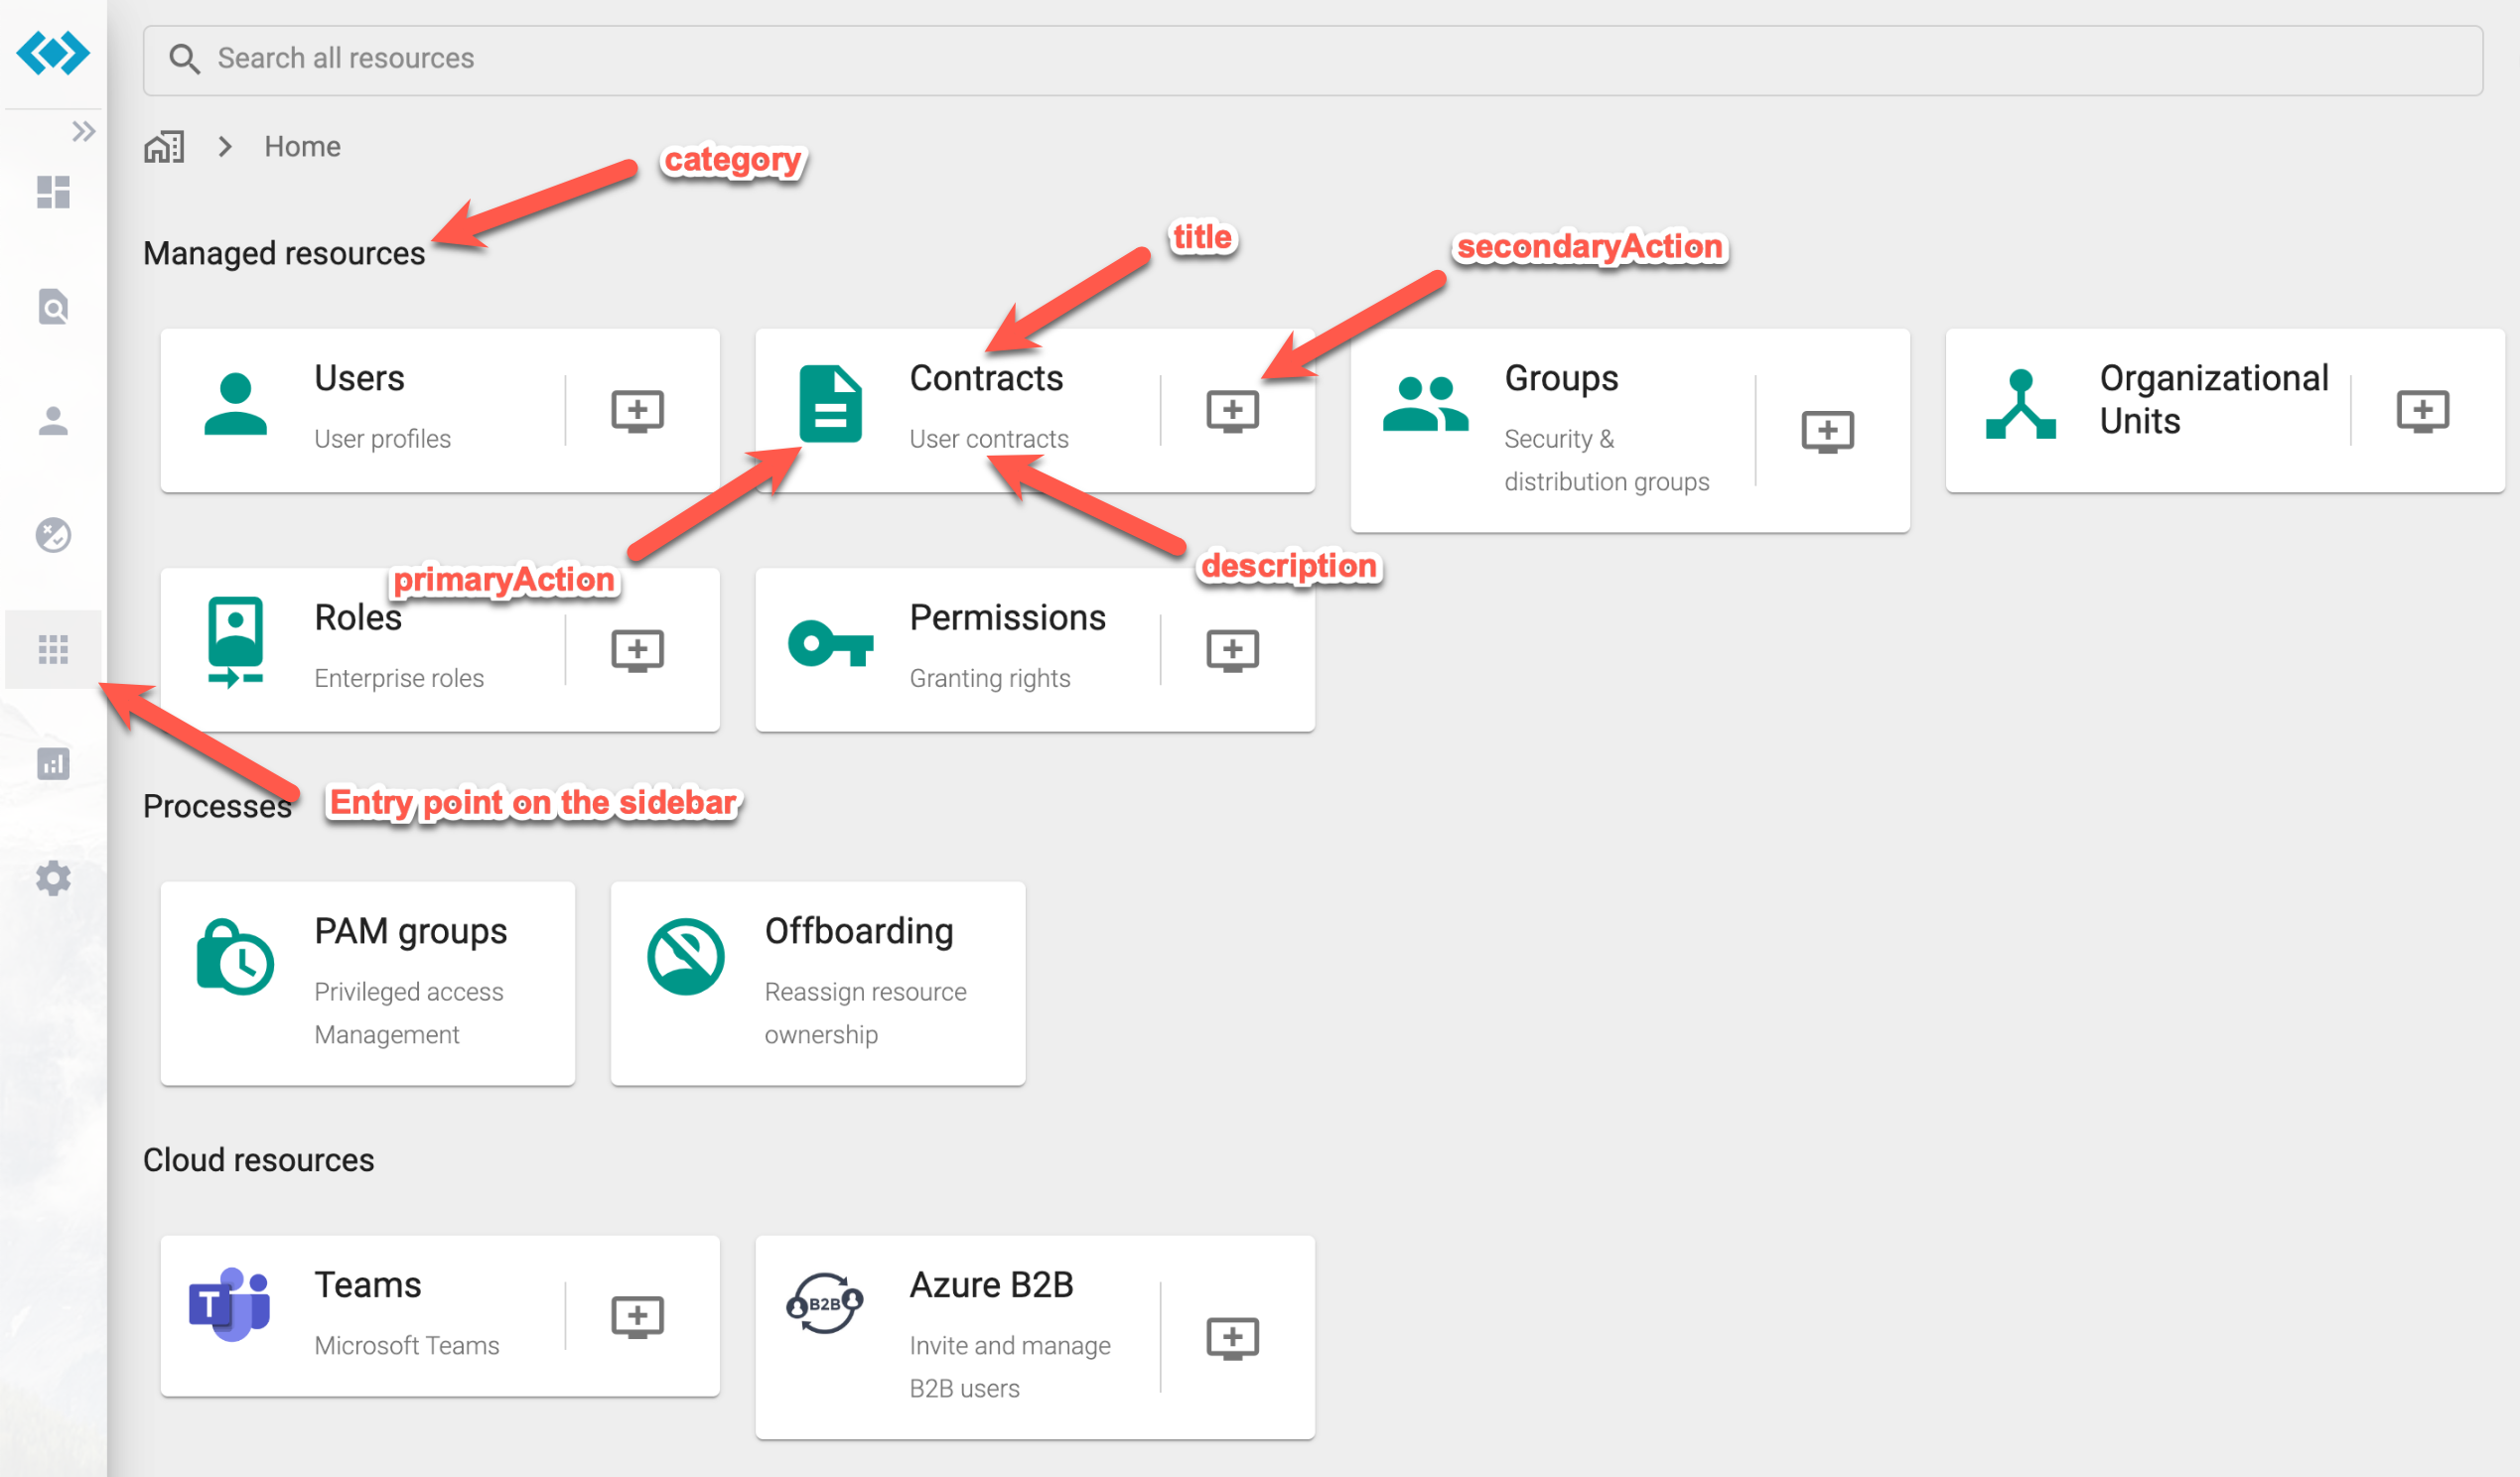 Search all resources
Home
category
Managed resources
title
secondaryAction
Users
User profiles
Contracts
User contracts
Groups
Security &
distribution groups
Organizational
Units
primaryAction
description
Roles
Enterprise roles
Permissions
Granting rights
Processes
Entry point on the sidebar
PAM groups
Privileged access
Management
Offboarding
Reassign resource
ownership
Cloud resources
T
Teams
Microsoft Teams
B2B
Azure B2B
Invite and manage
B2B users